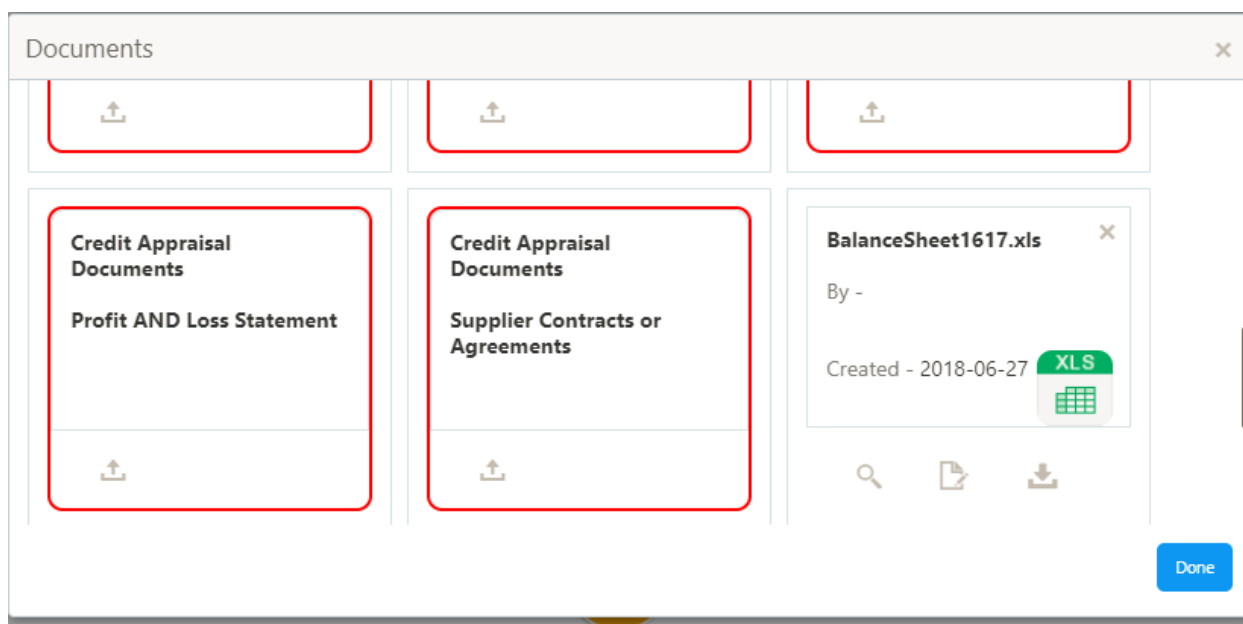 Documents
Credit Appraisal
Documents
Profit AND Loss Statement
Credit Appraisal
Documents
Supplier Contracts or
Agreements
BalanceSheet1617.xls
By -
Created - 2018-06-27
XLS
Done